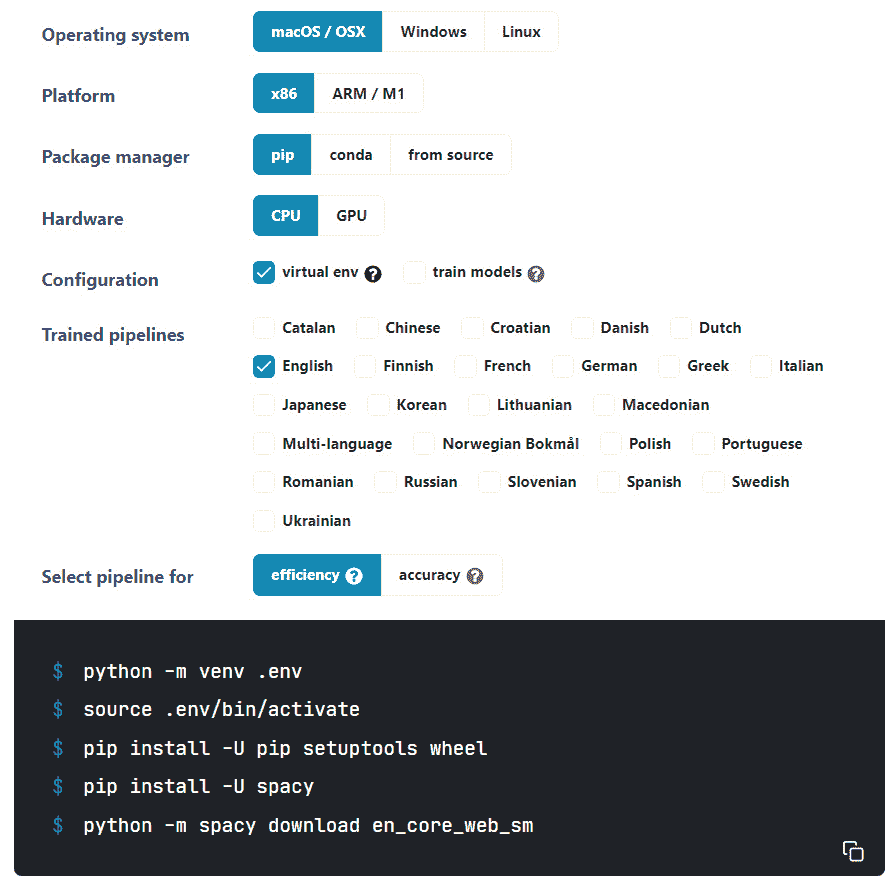 Operating system macOS / OSX Windows Linux
Platform x86 ARM / M1
Package manager pip conda from source
Hardware CPU GPU
Configuration virtual env ? train models ?
Trained pipelines Catalan Chinese Croatian Danish Dutch
English Finnish French German Greek Italian
Japanese Korean Lithuanian Macedonian
Multi-language Norwegian Bokmål Polish Portuguese
Romanian Russian Slovenian Spanish Swedish
Ukrainian
Select pipeline for efficiency ? accuracy ?
$ python -m venv .env
$ source .env/bin/activate
$ pip install -U pip setuptools wheel
$ pip install -U spacy
$ python -m spacy download en_core_web_sm